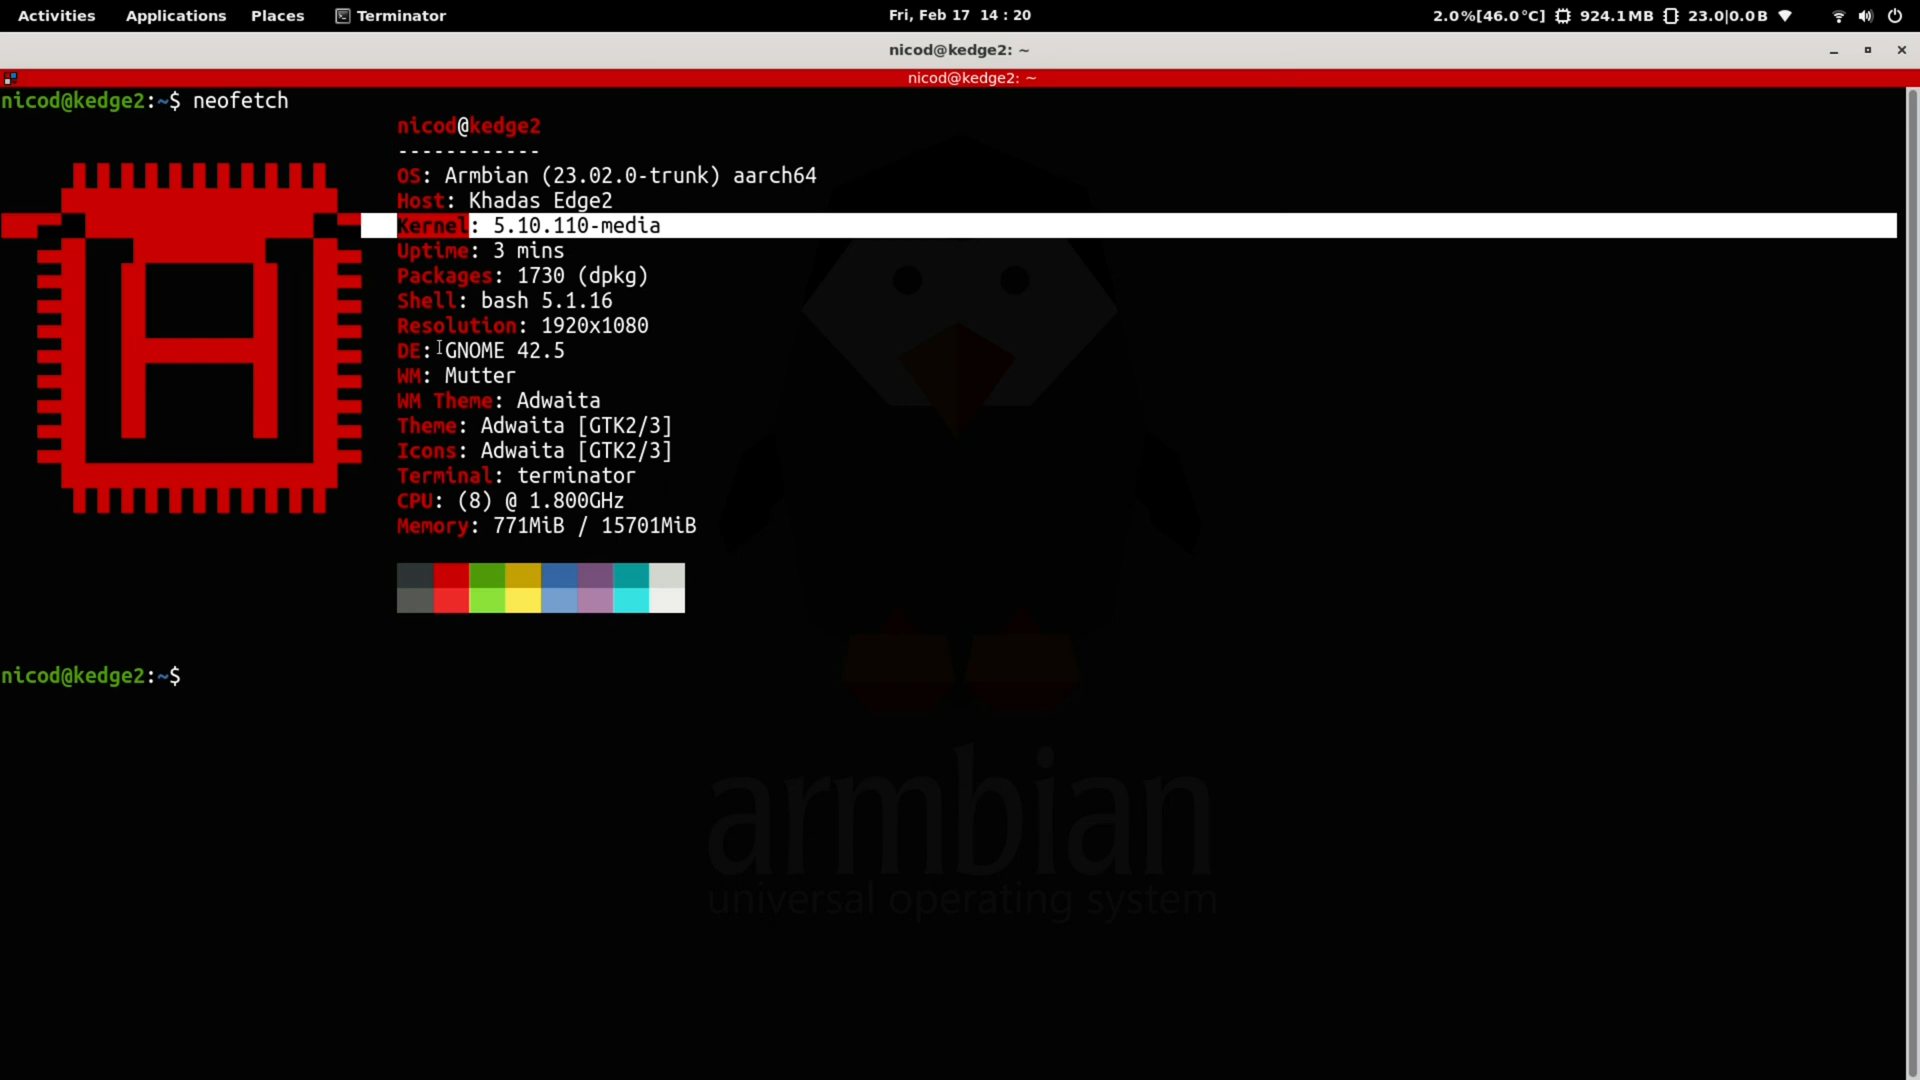 Activities Applications Places Terminator Fri, Feb 17 14 : 20 2.0%[46.0°C] 924.1MB 23.0|0.0B
nicod@kedge2: ~
nicod@kedge2: ~
nicod@kedge2:~$ neofetch
nicod@kedge2
------------
OS: Armbian (23.02.0-trunk) aarch64
Host: Khadas Edge2
Kernel: 5.10.110-media
Uptime: 3 mins
Packages: 1730 (dpkg)
Shell: bash 5.1.16
Resolution: 1920x1080
DE: GNOME 42.5
WM: Mutter
WM Theme: Adwaita
Theme: Adwaita [GTK2/3]
Icons: Adwaita [GTK2/3]
Terminal: terminator
CPU: (8) @ 1.800GHz
Memory: 771MiB / 15701MiB
nicod@kedge2:~$
armbian
universal operating system